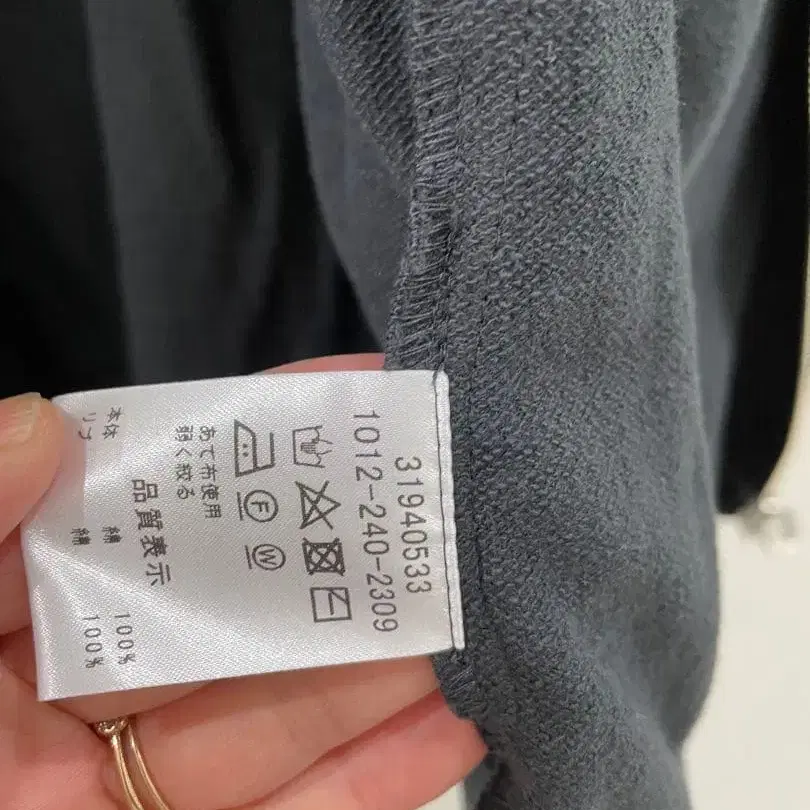 31940533
1012-240-2309
F
W
あて布使用
弱く絞る
品質表示
本体 綿 100%
リブ 綿 100%